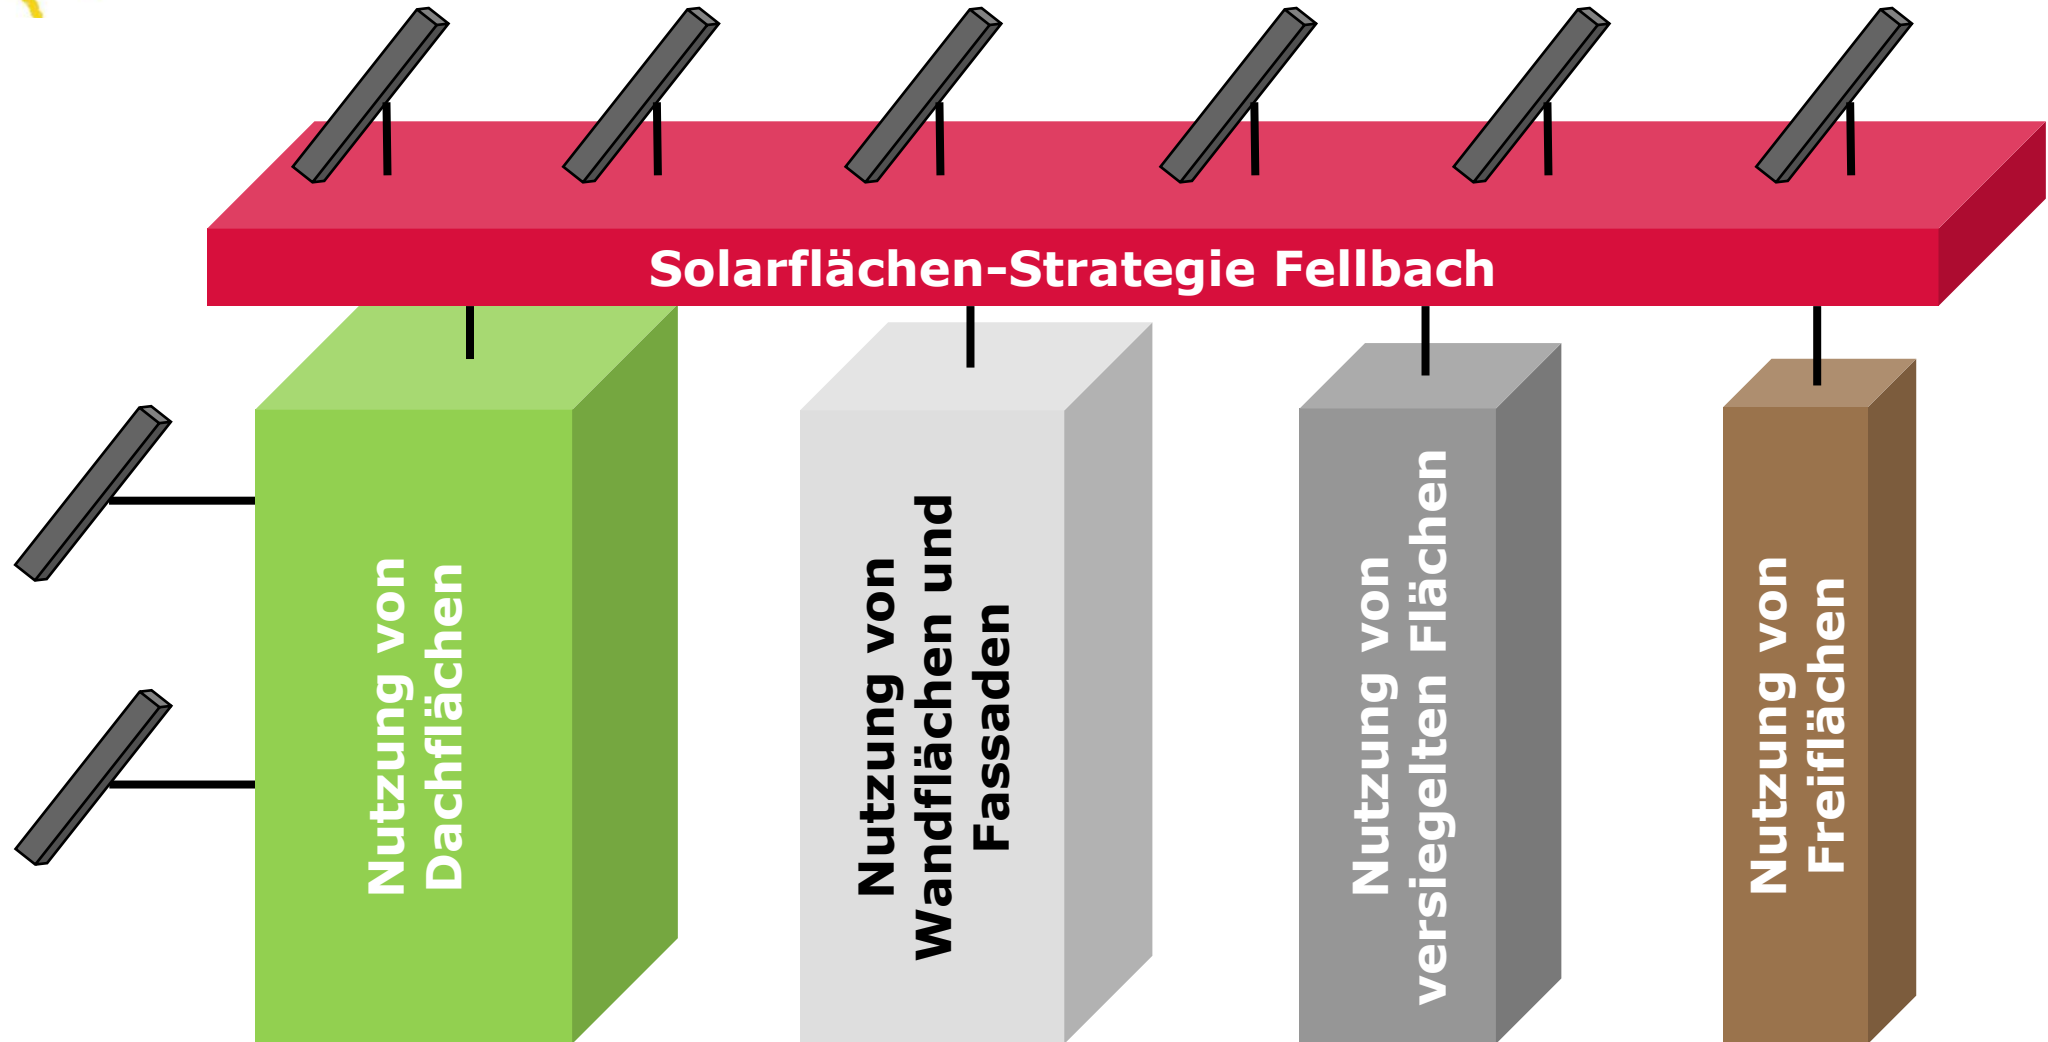 Solarflächen-Strategie Fellbach
Nutzung von
Dachflächen
Nutzung von
Wandflächen und
Fassaden
Nutzung von
versiegelten Flächen
Nutzung von
Freiflächen